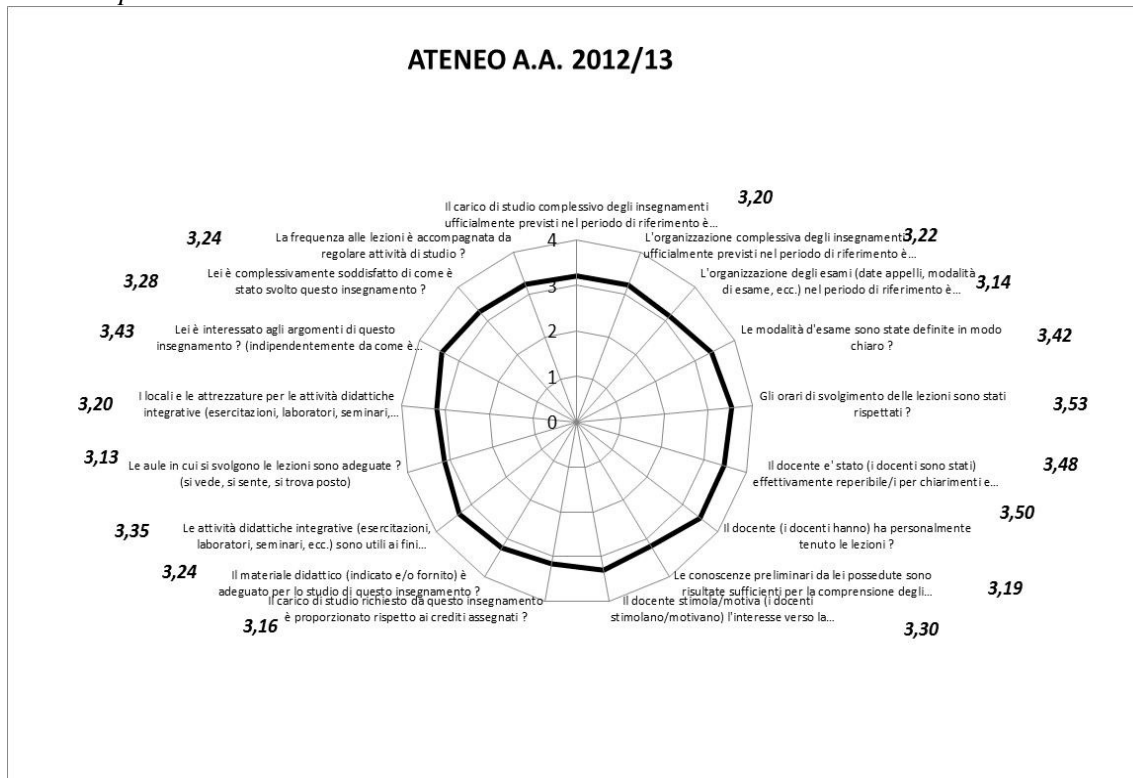 ATENEO A.A. 2012/13
Il carico di studio complessivo degli insegnamenti
ufficialmente previsti nel periodo di riferimento è...
3,20
L'organizzazione complessiva degli insegnamenti
ufficialmente previsti nel periodo di riferimento è...
3,22
L'organizzazione degli esami (date appelli, modalità
di esame, ecc.) nel periodo di riferimento è...
3,14
Le modalità d'esame sono state definite in modo
chiaro ?
3,42
Gli orari di svolgimento delle lezioni sono stati
rispettati ?
3,53
Il docente e' stato (i docenti sono stati)
effettivamente reperibile/i per chiarimenti e...
3,48
Il docente (i docenti hanno) ha personalmente
tenuto le lezioni ?
3,50
Le conoscenze preliminari da lei possedute sono
risultate sufficienti per la comprensione degli...
3,19
Il docente stimola/motiva (i docenti
stimolano/motivano) l'interesse verso la...
3,30
Il carico di studio richiesto da questo insegnamento
è proporzionato rispetto ai crediti assegnati ?
3,16
Il materiale didattico (indicato e/o fornito) è
adeguato per lo studio di questo insegnamento ?
3,24
Le attività didattiche integrative (esercitazioni,
laboratori, seminari, ecc.) sono utili ai fini...
3,35
Le aule in cui si svolgono le lezioni sono adeguate ?
(si vede, si sente, si trova posto)
3,13
I locali e le attrezzature per le attività didattiche
integrative (esercitazioni, laboratori, seminari,...
3,20
Lei è interessato agli argomenti di questo
insegnamento ? (indipendentemente da come è...
3,43
Lei è complessivamente soddisfatto di come è
stato svolto questo insegnamento ?
3,28
La frequenza alle lezioni è accompagnata da
regolare attività di studio ?
3,24
4
3
2
1
0